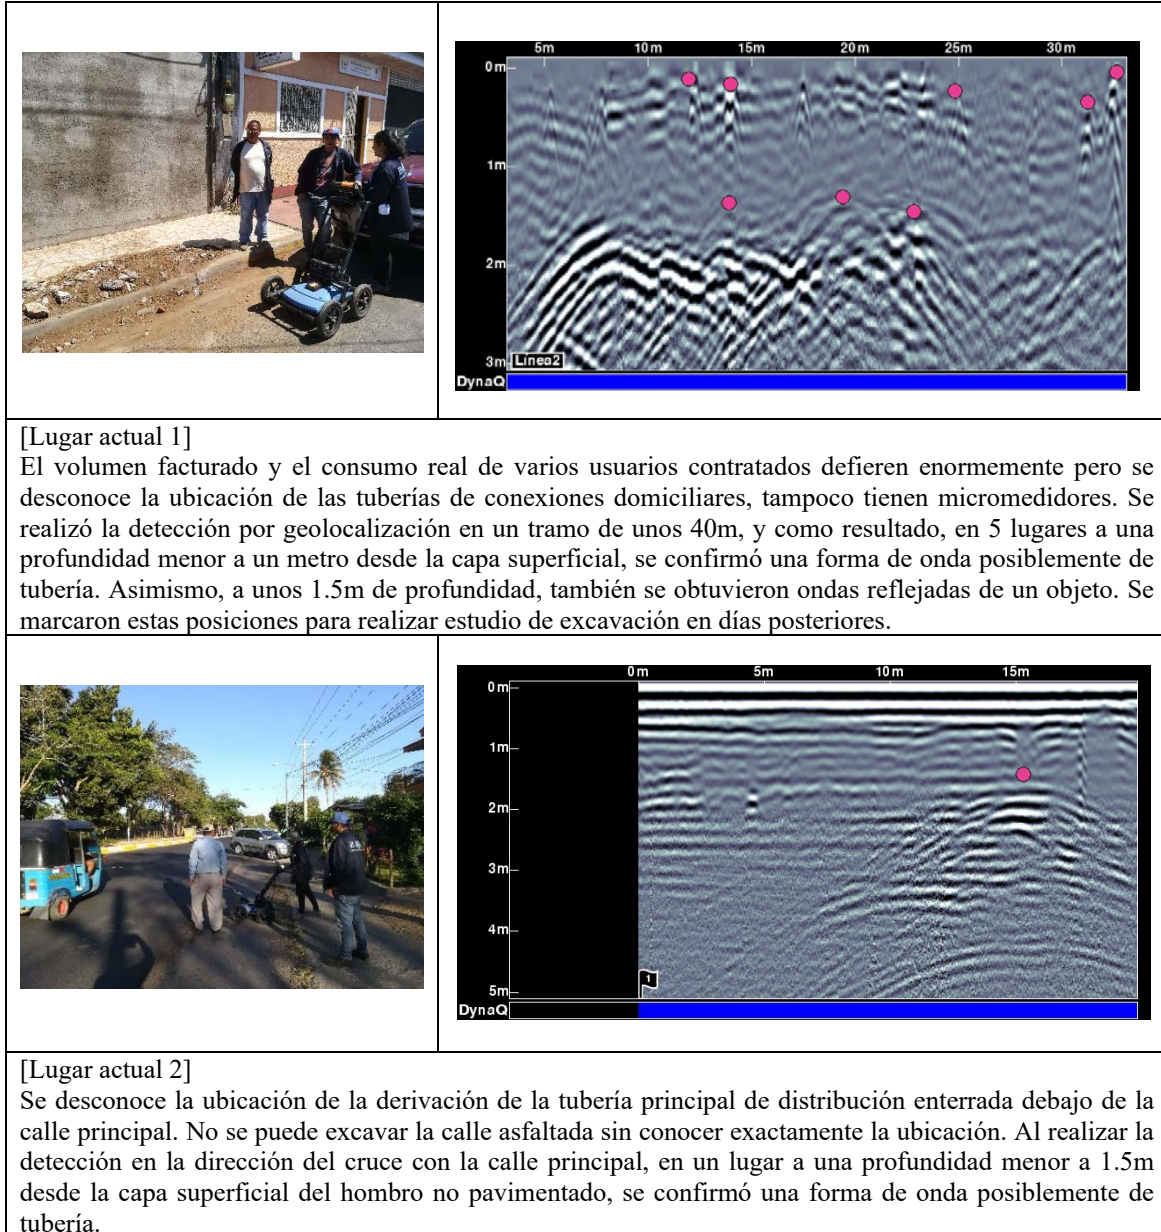 5m 10m 15m 20m 25m 30m
0m
1m
2m
3m
Línea2
DynaQ
[Lugar actual 1]
El volumen facturado y el consumo real de varios usuarios contratados defieren enormemente pero se
desconoce la ubicación de las tuberías de conexiones domiciliares, tampoco tienen micromedidores. Se
realizó la detección por geolocalización en un tramo de unos 40m, y como resultado, en 5 lugares a una
profundidad menor a un metro desde la capa superficial, se confirmó una forma de onda posiblemente de
tubería. Asimismo, a unos 1.5m de profundidad, también se obtuvieron ondas reflejadas de un objeto. Se
marcaron estas posiciones para realizar estudio de excavación en días posteriores.
0m 5m 10m 15m
0m
1m
2m
3m
4m
5m
1
DynaQ
[Lugar actual 2]
Se desconoce la ubicación de la derivación de la tubería principal de distribución enterrada debajo de la
calle principal. No se puede excavar la calle asfaltada sin conocer exactamente la ubicación. Al realizar la
detección en la dirección del cruce con la calle principal, en un lugar a una profundidad menor a 1.5m
desde la capa superficial del hombro no pavimentado, se confirmó una forma de onda posiblemente de
tubería.